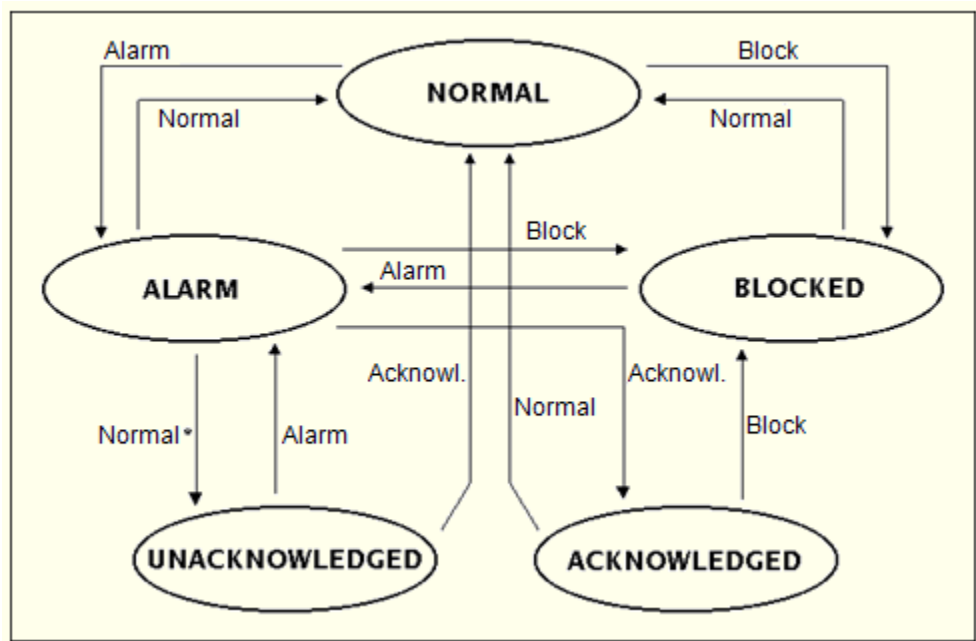 Alarm
Block
NORMAL
Normal
Normal
Block
Alarm
ALARM
BLOCKED
Acknowl.
Acknowl.
Normal
Normal*
Alarm
Block
UNACKNOWLEDGED
ACKNOWLEDGED